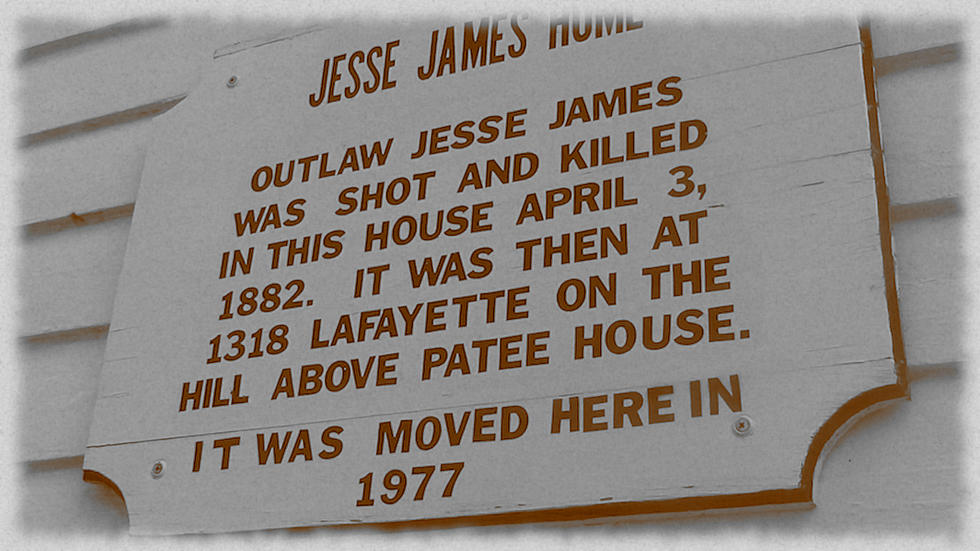 JESSE JAMES HOME
OUTLAW JESSE JAMES
WAS SHOT AND KILLED
IN THIS HOUSE APRIL 3,
1882. IT WAS THEN AT
1318 LAFAYETTE ON THE
HILL ABOVE PATEE HOUSE.
IT WAS MOVED HERE IN
1977